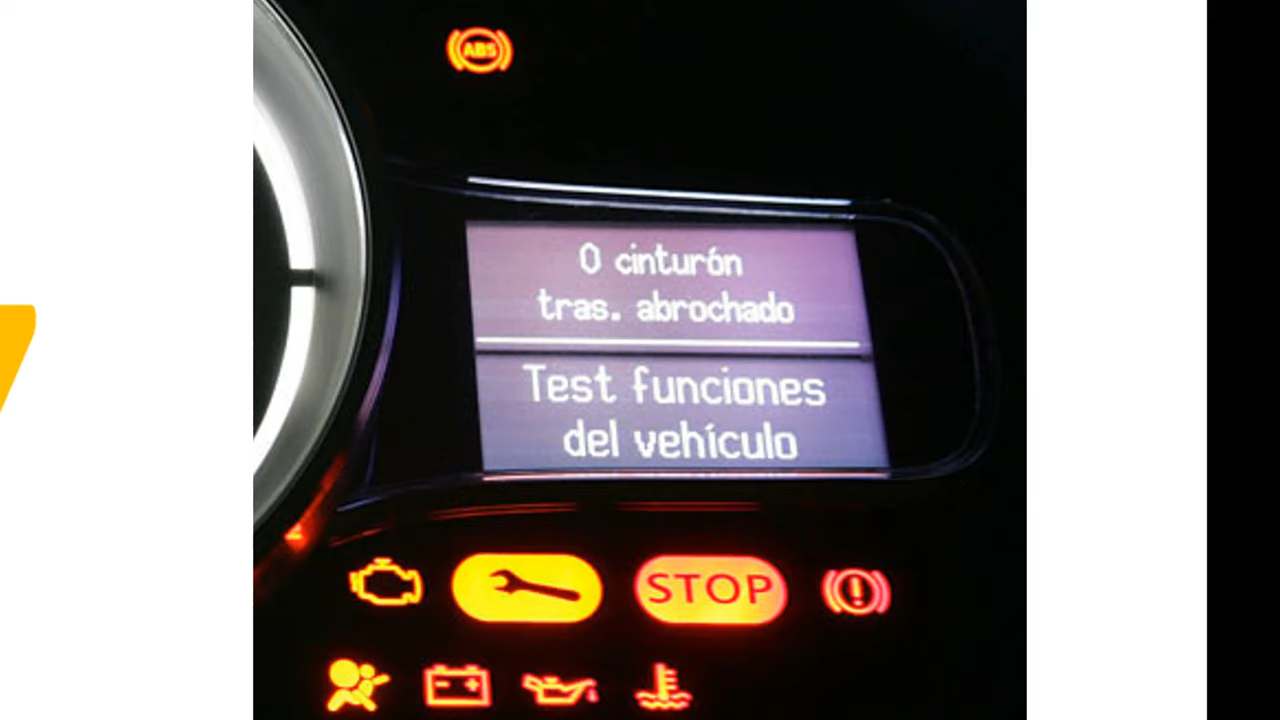 ABS
0 cinturón
tras. abrochado
Test funciones
del vehículo
STOP